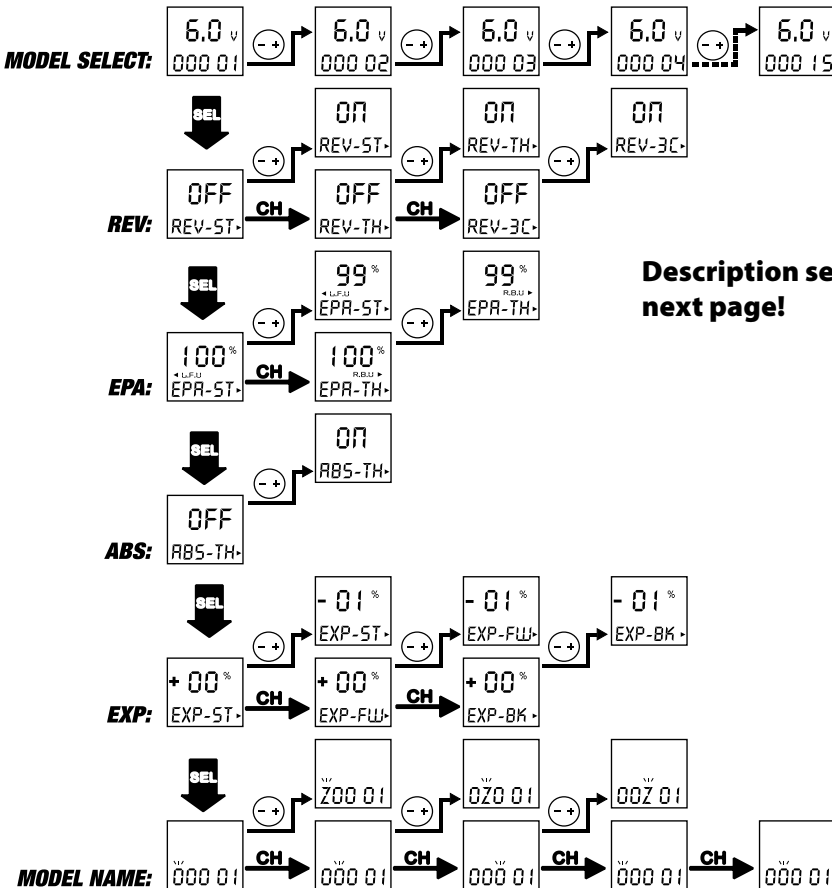 6.0 v 6.0 v 6.0 v 6.0 v 6.0 v
MODEL SELECT: 000 01 - + 000 02 - + 000 03 - + 000 04 - + 000 15
SEL ON ON ON
REV-ST - + REV-TH - + REV-3C - +
OFF OFF OFF
REV: REV-ST CH REV-TH CH REV-3C
SEL 99 % 99 %
L.F.U R.B.U
EPA-ST - + EPA-TH - +
Description se
next page!
100 % 100 %
L.F.U R.B.U
EPA: EPA-ST CH EPA-TH
SEL ON
- + ABS-TH
OFF
ABS: ABS-TH
SEL - 01 % - 01 % - 01 %
- + EXP-ST - + EXP-FW - + EXP-BK
+ 00 % + 00 % + 00 %
EXP: EXP-ST CH EXP-FW CH EXP-BK
SEL
- + Z00 01 - + 0Z0 01 - + 00Z 01
MODEL NAME: 000 01 CH 000 01 CH 000 01 CH 000 01 CH 000 01